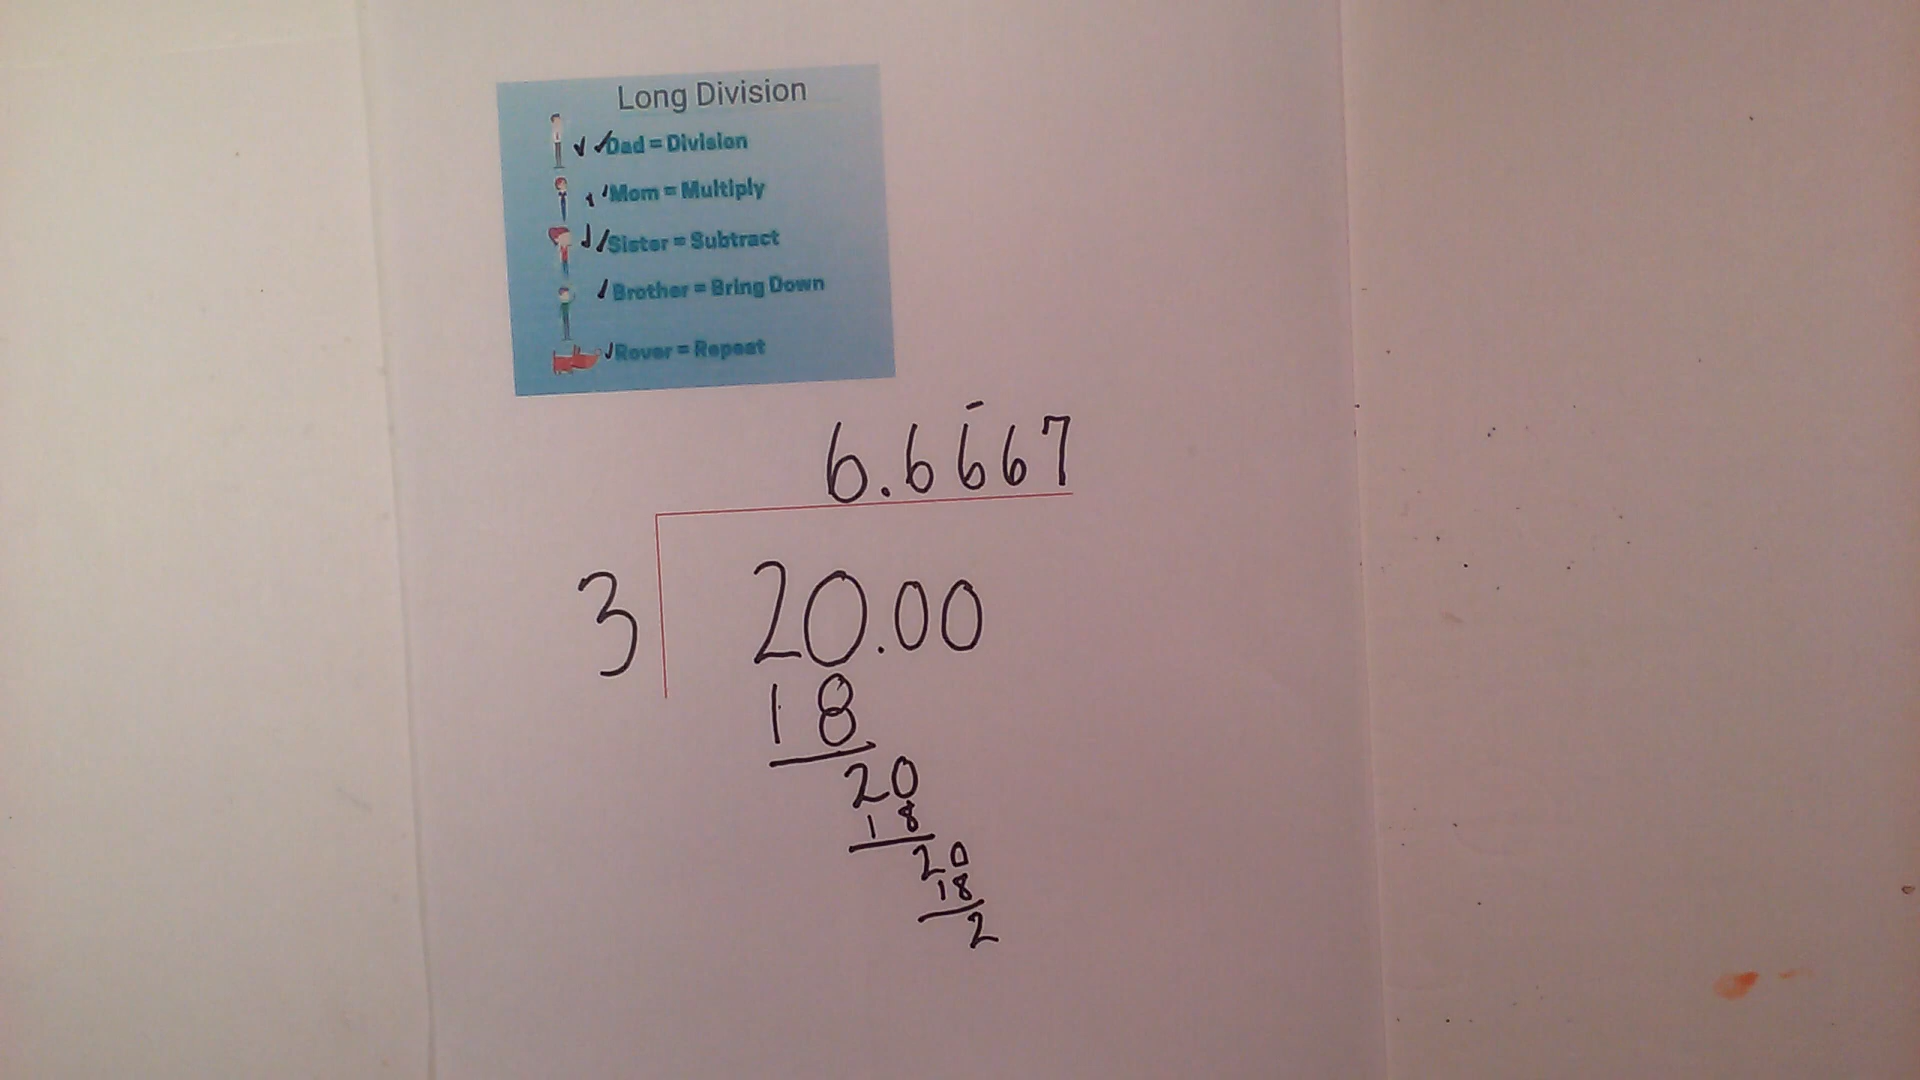 Long Division
✓ ✓Dad = Division
✓ ✓Mom = Multiply
✓ ✓Sister = Subtract
✓ Brother = Bring Down
✓Rover = Repeat
6.6667
3 20.00
18
20
18
20
18
2